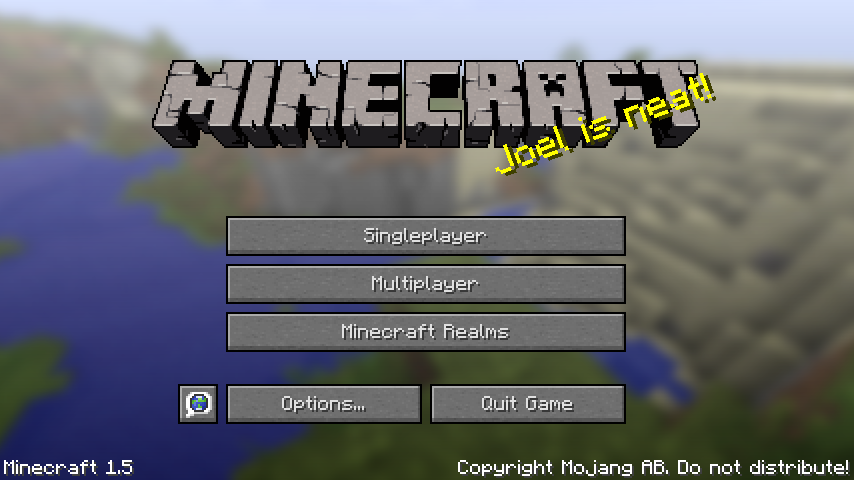 MINECRAFT
Joel is neat!
Singleplayer
Multiplayer
Minecraft Realms
Options...
Quit Game
Minecraft 1.5
Copyright Mojang AB. Do not distribute!